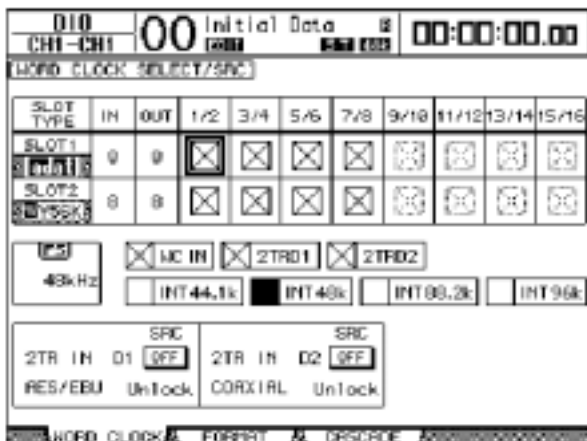 DIO
CH1-CH1
00 Initial Data
EDIT
00:00:00.00
WORD CLOCK SELECT/SRC
SLOT TYPE IN OUT 1/2 3/4 5/6 7/8 9/10 11/12 13/14 15/16
SLOT1
adat 8 8
SLOT2
8 8
FS
48kHz
WC IN 2TRD1 2TRD2
INT44.1k INT48k INT88.2k INT96k
SRC SRC
2TR IN D1 OFF 2TR IN D2 OFF
AES/EBU Unlock COAXIAL Unlock
WORD CLOCK FORMAT CASCADE